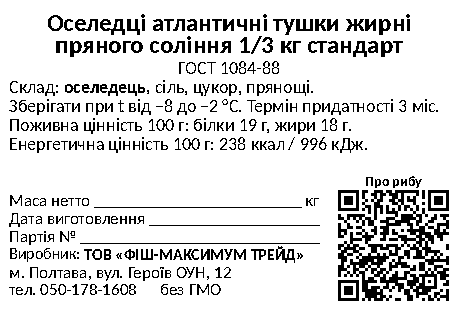 Оселедці атлантичні тушки жирні
пряного соління 1/3 кг стандарт
ГОСТ 1084-88
Склад: оселедець, сіль, цукор, прянощі.
Зберігати при t від −8 до −2 °С. Термін придатності 3 міс.
Поживна цінність 100 г: білки 19 г, жири 18 г.
Енергетична цінність 100 г: 238 ккал / 996 кДж.
Про рибу
Маса нетто ______________________ кг
Дата виготовлення __________________
Партія № _________________________
Виробник: ТОВ «ФІШ-МАКСИМУМ ТРЕЙД»
м. Полтава, вул. Героїв ОУН, 12
тел. 050-178-1608 без ГМО